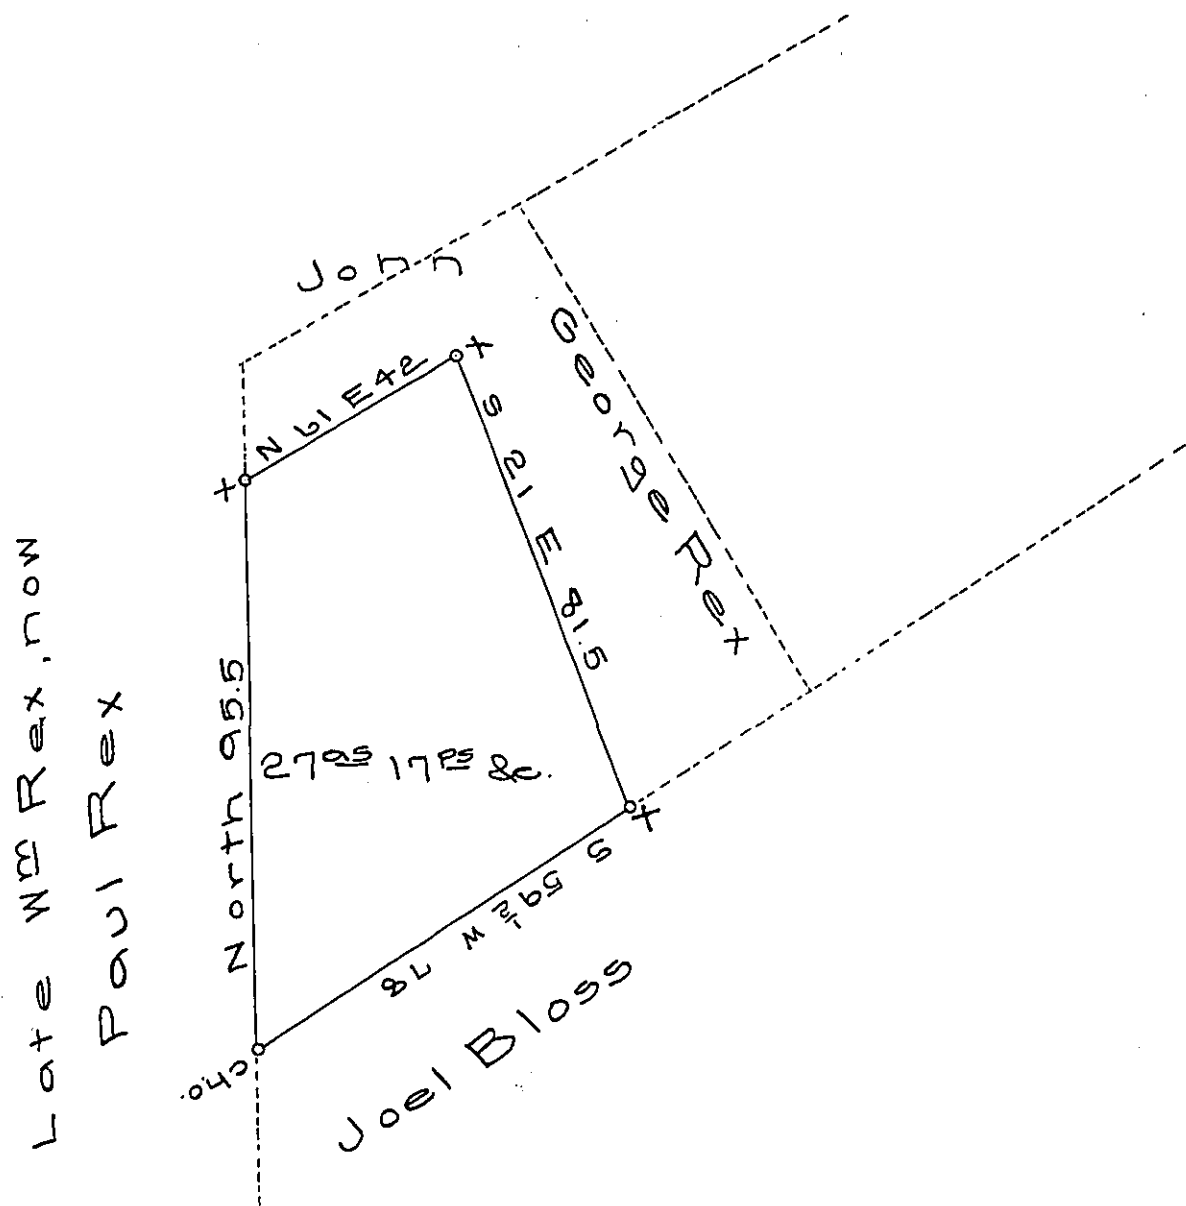 John
George Rex
N 61 E 42
S 21 E 81.5
Late Wm Rex, now
Paul Rex
North 95.5
27as 17ps &c.
S 59½ W 78
Joel Bloss
cho.